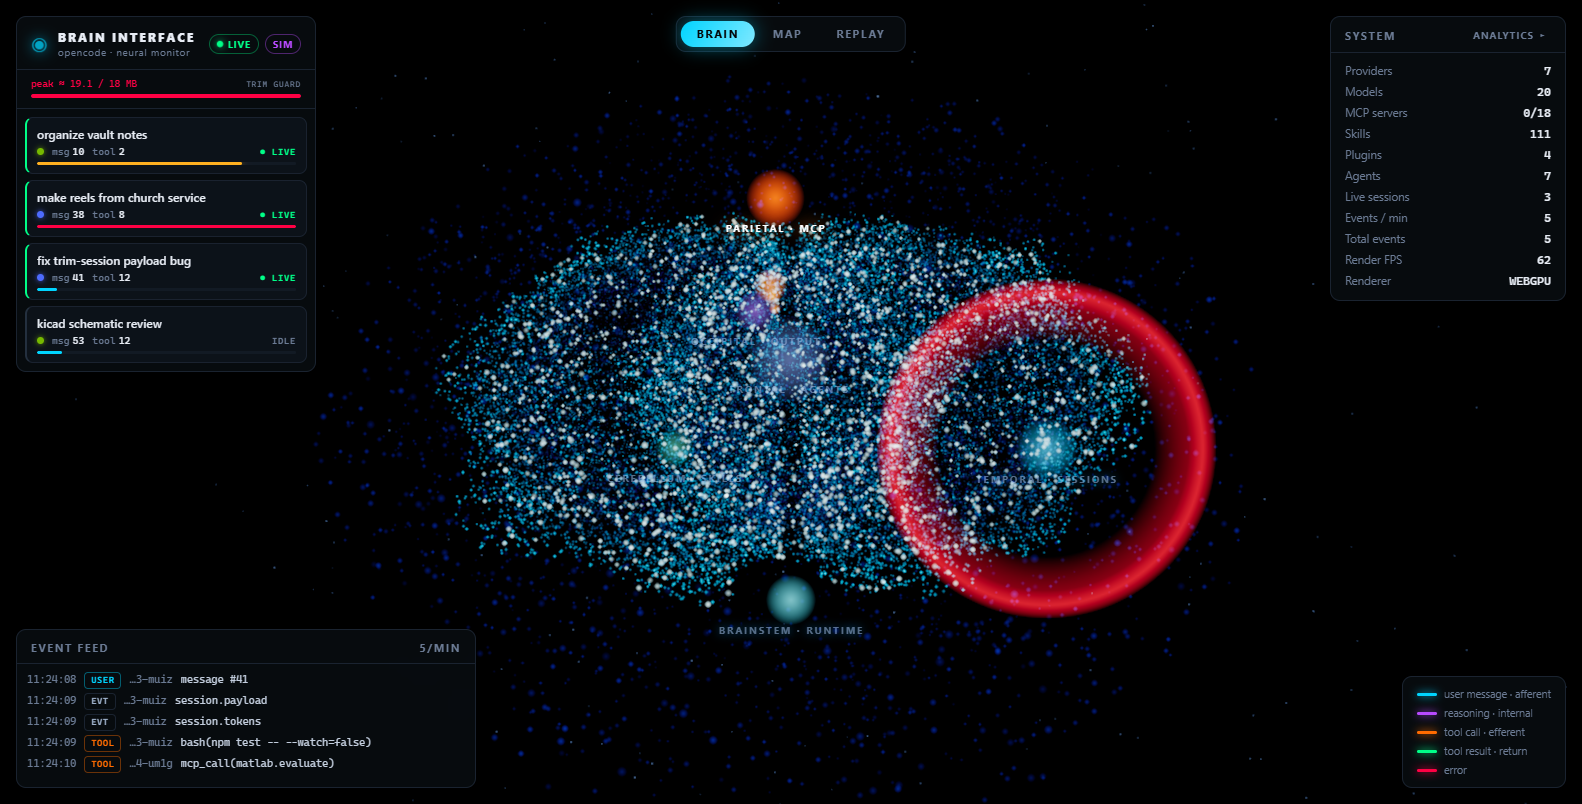 BRAIN INTERFACE
opencode · neural monitor
LIVE
SIM
peak ≈ 19.1 / 18 MB
TRIM GUARD
organize vault notes
msg 10 tool 2
LIVE
make reels from church service
msg 38 tool 8
LIVE
fix trim-session payload bug
msg 41 tool 12
LIVE
kicad schematic review
msg 53 tool 12
IDLE
BRAIN
MAP
REPLAY
SYSTEM
ANALYTICS ►
Providers 7
Models 20
MCP servers 0/18
Skills 111
Plugins 4
Agents 7
Live sessions 3
Events / min 5
Total events 5
Render FPS 62
Renderer WEBGPU
PARIETAL · MCP
OUTPUT
TEMPORAL · SESSIONS
BRAINSTEM · RUNTIME
EVENT FEED
5/MIN
11:24:08 USER …3-muiz message #41
11:24:09 EVT …3-muiz session.payload
11:24:09 EVT …3-muiz session.tokens
11:24:09 TOOL …3-muiz bash(npm test -- --watch=false)
11:24:10 TOOL …4-um1g mcp_call(matlab.evaluate)
user message · afferent
reasoning · internal
tool call · efferent
tool result · return
error